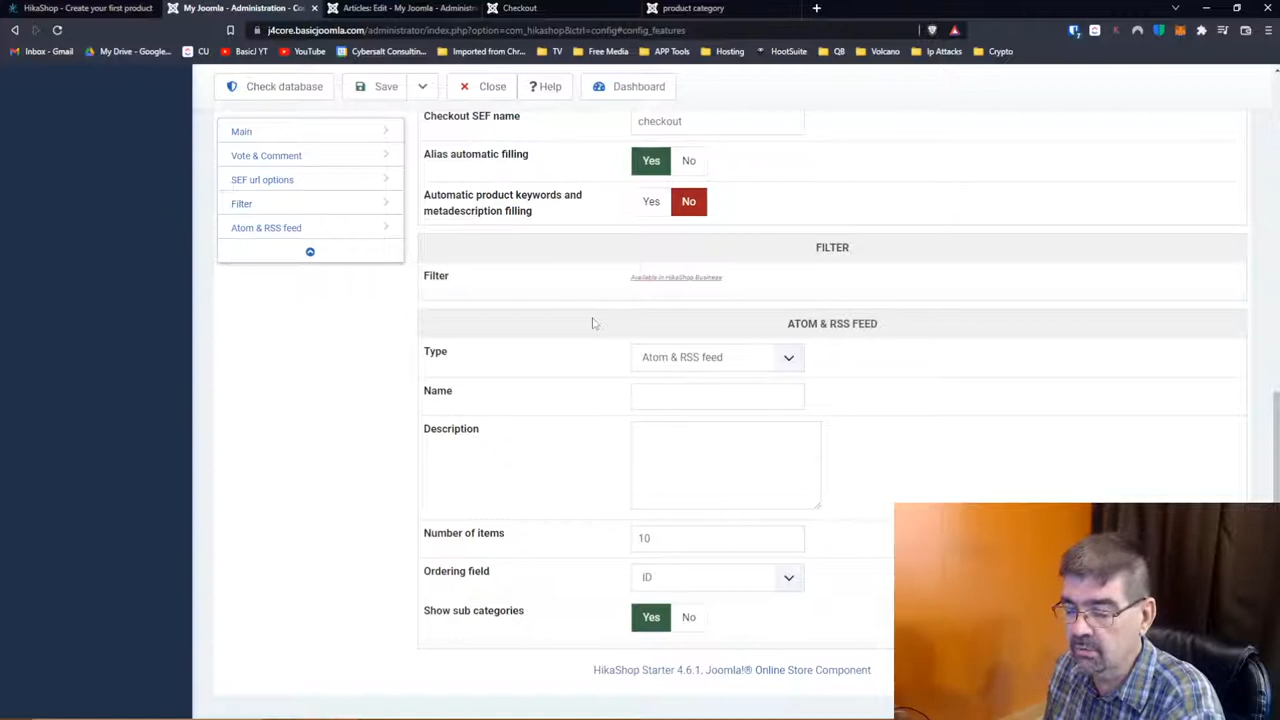 HikaShop - Create your first product
My Joomla - Administration - Co
Articles: Edit - My Joomla - Administr
Checkout
product category
j4core.basicjoomla.com/administrator/index.php?option=com_hikashop&ctrl=config#config_features
Inbox - Gmail
My Drive - Google...
CU
BasicJ YT
YouTube
Cybersalt Consulting...
Imported from Chr...
TV
Free Media
APP Tools
Hosting
HootSuite
QB
Volcano
Ip Attacks
Crypto
Check database
Save
Close
? Help
Dashboard
Main
Vote & Comment
SEF url options
Filter
Atom & RSS feed
Checkout SEF name
checkout
Alias automatic filling
Yes
No
Automatic product keywords and
metadescription filling
Yes
No
FILTER
Filter
Available in HikaShop Business
ATOM & RSS FEED
Type
Atom & RSS feed
Name
Description
Number of items
10
Ordering field
ID
Show sub categories
Yes
No
HikaShop Starter 4.6.1, Joomla!® Online Store Component